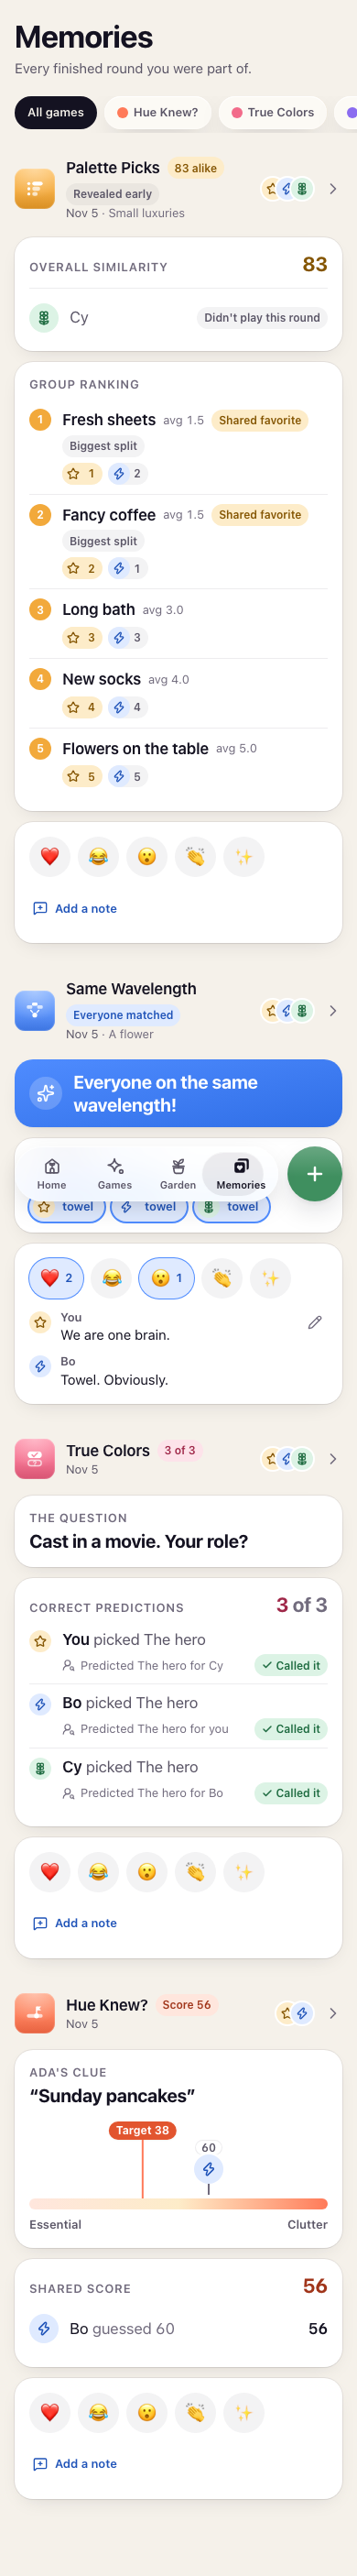 Memories
Every finished round you were part of.
All games
Hue Knew?
True Colors
Palette Picks
83 alike
Revealed early
Nov 5 · Small luxuries
OVERALL SIMILARITY
83
Cy
Didn't play this round
GROUP RANKING
1
Fresh sheets avg 1.5 Shared favorite
Biggest split
1
2
2
Fancy coffee avg 1.5 Shared favorite
Biggest split
2
1
3
Long bath avg 3.0
3
3
4
New socks avg 4.0
4
4
5
Flowers on the table avg 5.0
5
5
Add a note
Same Wavelength
Everyone matched
Nov 5 · A flower
Everyone on the same
wavelength!
Home
Games
Garden
Memories
towel
towel
towel
2
1
You
We are one brain.
Bo
Towel. Obviously.
True Colors 3 of 3
Nov 5
THE QUESTION
Cast in a movie. Your role?
CORRECT PREDICTIONS
3 of 3
You picked The hero
Predicted The hero for Cy
Called it
Bo picked The hero
Predicted The hero for you
Called it
Cy picked The hero
Predicted The hero for Bo
Called it
Add a note
Hue Knew? Score 56
Nov 5
ADA'S CLUE
“Sunday pancakes”
Target 38
60
Essential
Clutter
SHARED SCORE
56
Bo guessed 60
56
Add a note